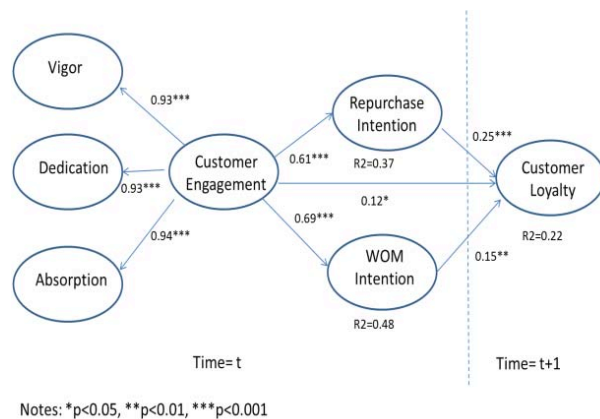 Vigor
0.93***
Repurchase
Intention
0.25***
Dedication
0.93***
Customer
Engagement
0.61***
R2=0.37
Customer
Loyalty
0.12*
0.94***
0.69***
R2=0.22
Absorption
WOM
Intention
0.15**
R2=0.48
Time= t
Time= t+1
Notes: *p<0.05, **p<0.01, ***p<0.001